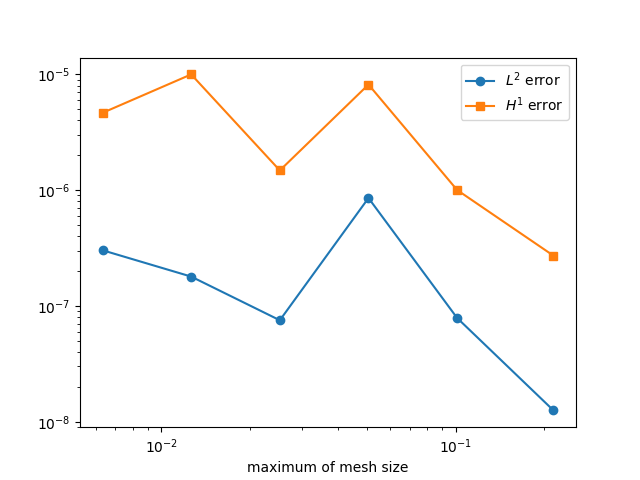 10⁻⁵
10⁻⁶
10⁻⁷
10⁻⁸
L² error
H¹ error
10⁻² 10⁻¹
maximum of mesh size